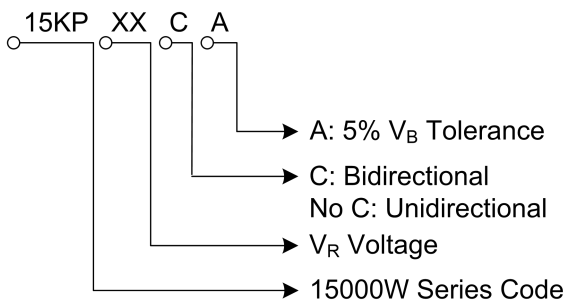 15KP XX C A
A: 5% VB Tolerance
C: Bidirectional
No C: Unidirectional
VR Voltage
15000W Series Code